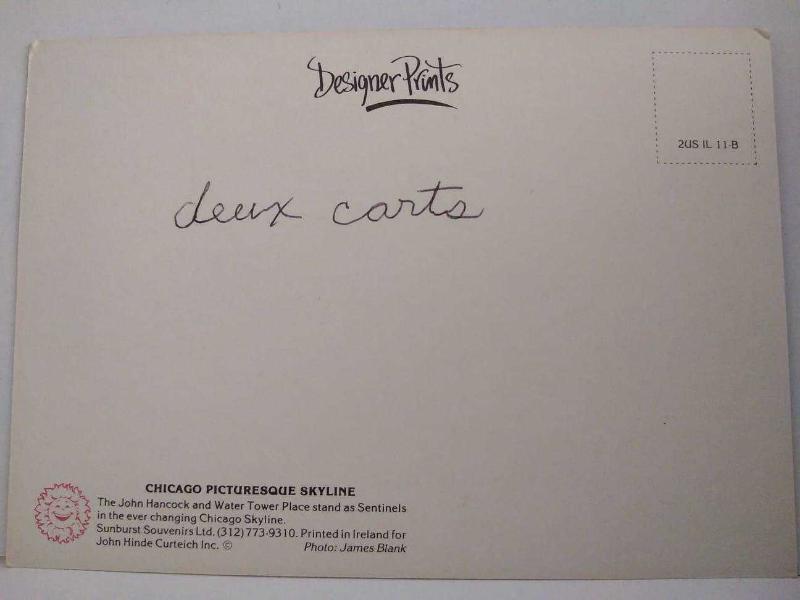 Designer Prints
2US IL 11-B
deux carts
CHICAGO PICTURESQUE SKYLINE
The John Hancock and Water Tower Place stand as Sentinels
in the ever changing Chicago Skyline.
Sunburst Souvenirs Ltd. (312) 773-9310. Printed in Ireland for
John Hinde Curteich Inc. © Photo: James Blank